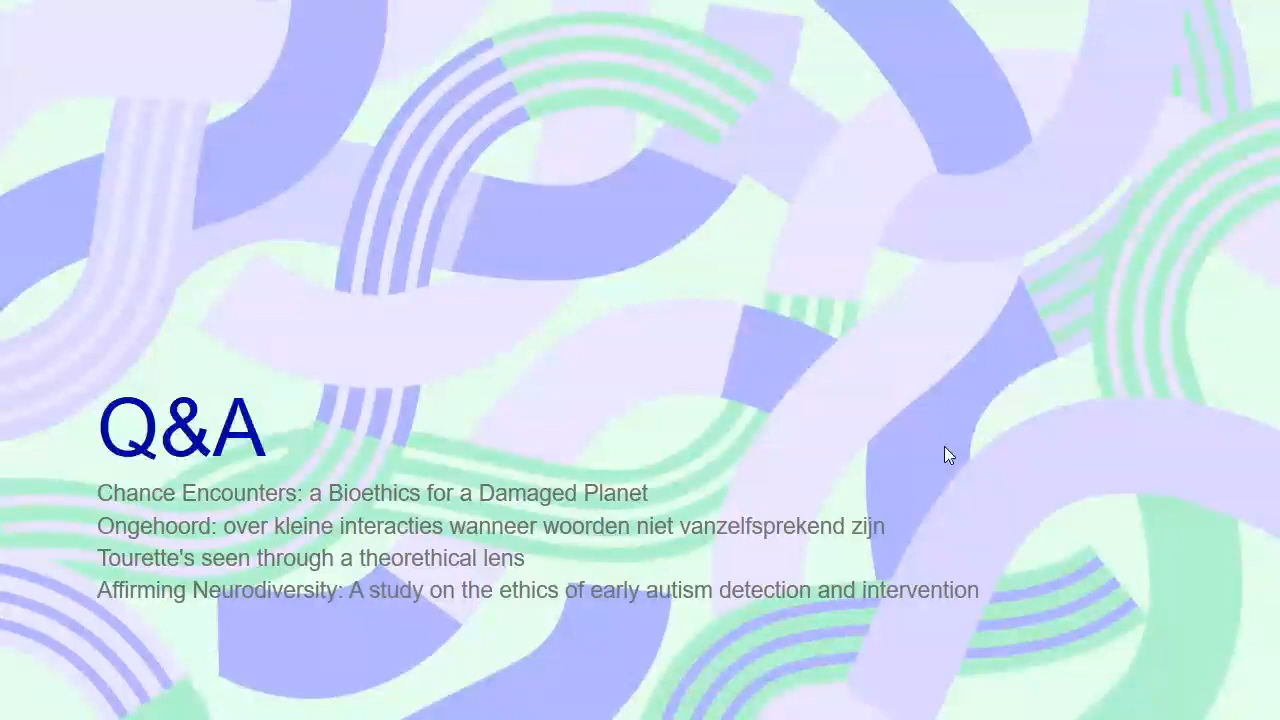 Q&A
Chance Encounters: a Bioethics for a Damaged Planet
Ongehoord: over kleine interacties wanneer woorden niet vanzelfsprekend zijn
Tourette's seen through a theorethical lens
Affirming Neurodiversity: A study on the ethics of early autism detection and intervention